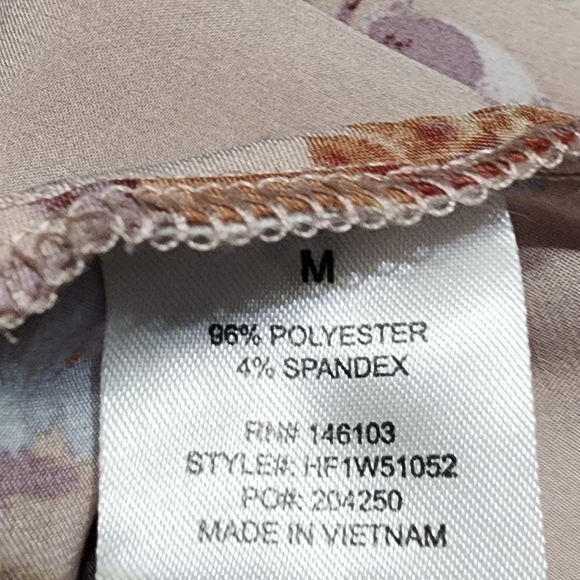 M
96% POLYESTER
4% SPANDEX
RN# 146103
STYLE#: HF1W51052
PO#: 204250
MADE IN VIETNAM